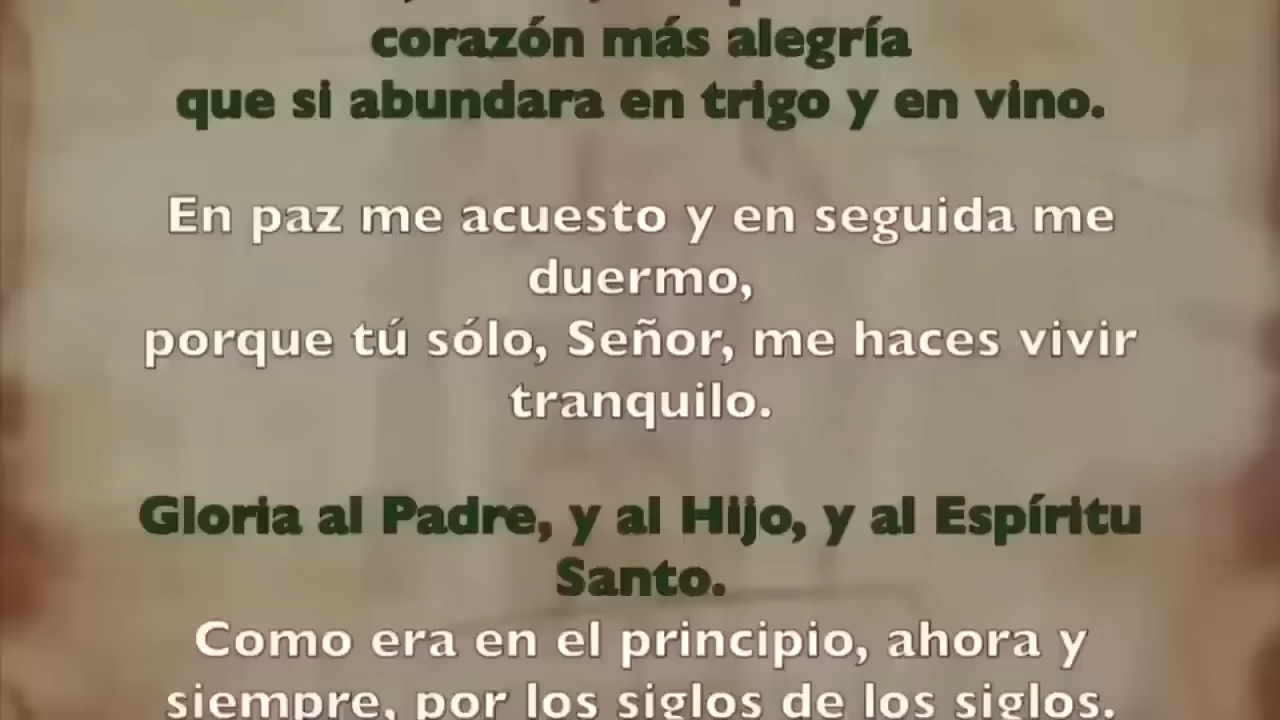 corazón más alegría
que si abundara en trigo y en vino.
En paz me acuesto y en seguida me
duermo,
porque tú sólo, Señor, me haces vivir
tranquilo.
Gloria al Padre, y al Hijo, y al Espíritu
Santo.
Como era en el principio, ahora y
siempre, por los siglos de los siglos.